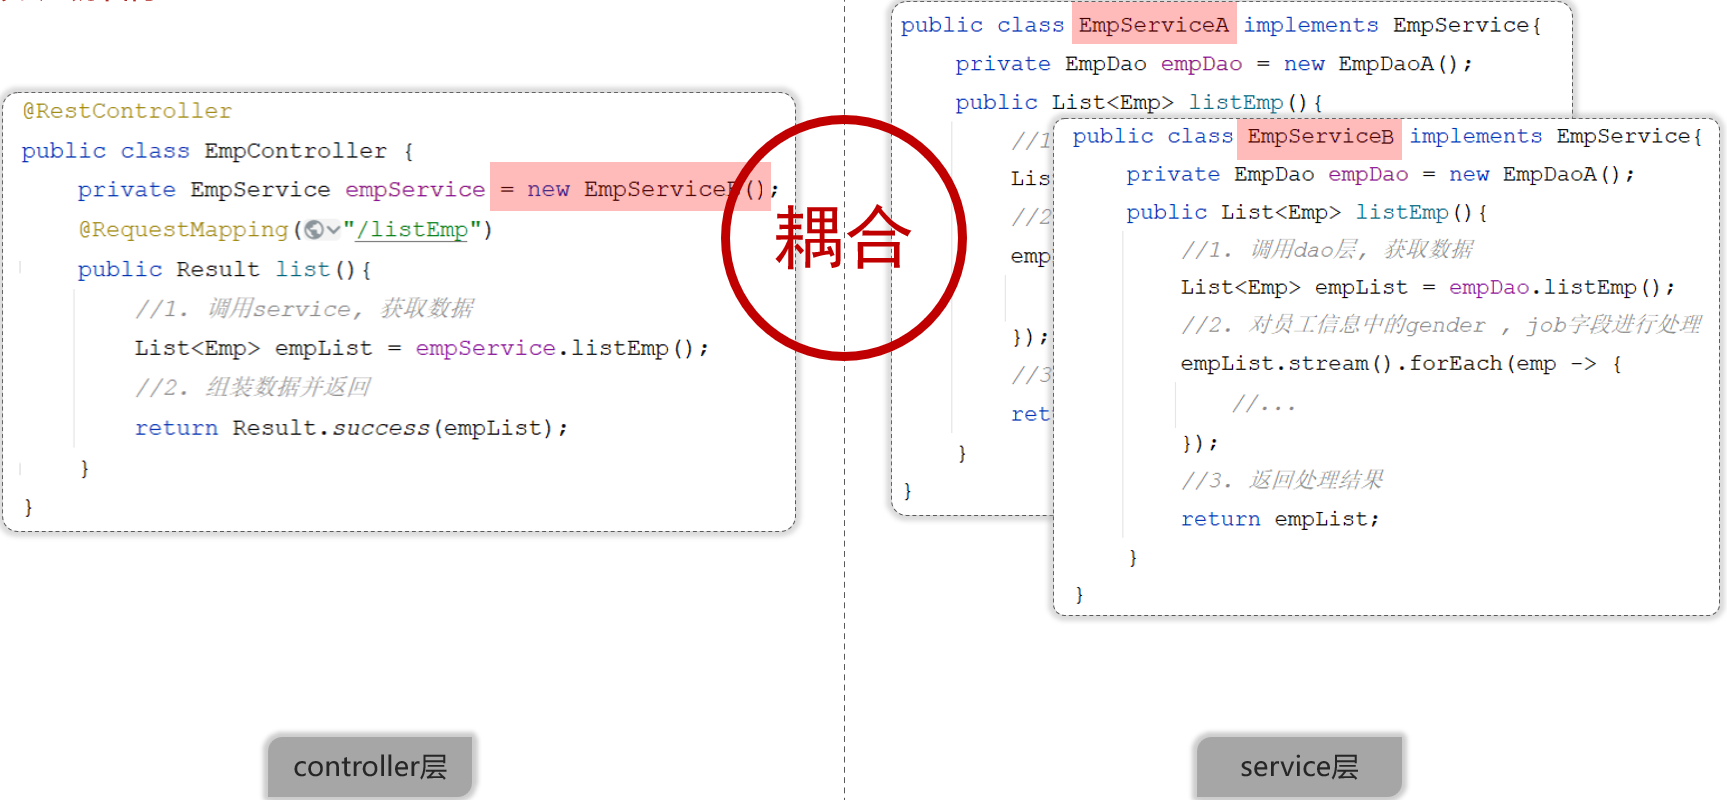 @RestController
public class EmpController {
private EmpService empService = new EmpServiceB();
@RequestMapping("/listEmp")
public Result list(){
//1. 调用service, 获取数据
List<Emp> empList = empService.listEmp();
//2. 组装数据并返回
return Result.success(empList);
}
}
controller层
耦合
public class EmpServiceA implements EmpService{
private EmpDao empDao = new EmpDaoA();
public List<Emp> listEmp(){
//1
Lis
//2
emp
});
//3
ret
}
}
public class EmpServiceB implements EmpService{
private EmpDao empDao = new EmpDaoA();
public List<Emp> listEmp(){
//1. 调用dao层, 获取数据
List<Emp> empList = empDao.listEmp();
//2. 对员工信息中的gender , job字段进行处理
empList.stream().forEach(emp -> {
//...
});
//3. 返回处理结果
return empList;
}
}
service层